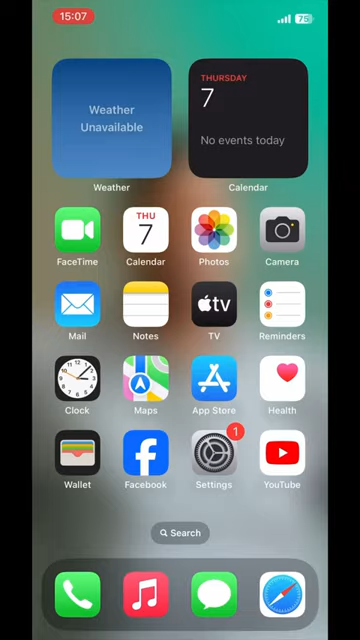 15:07
75
Weather
Unavailable
Weather
THURSDAY
7
No events today
Calendar
FaceTime
THU
7
Calendar
Photos
Camera
Mail
Notes
tv
TV
Reminders
Clock
Maps
App Store
Health
Wallet
Facebook
1
Settings
YouTube
Search